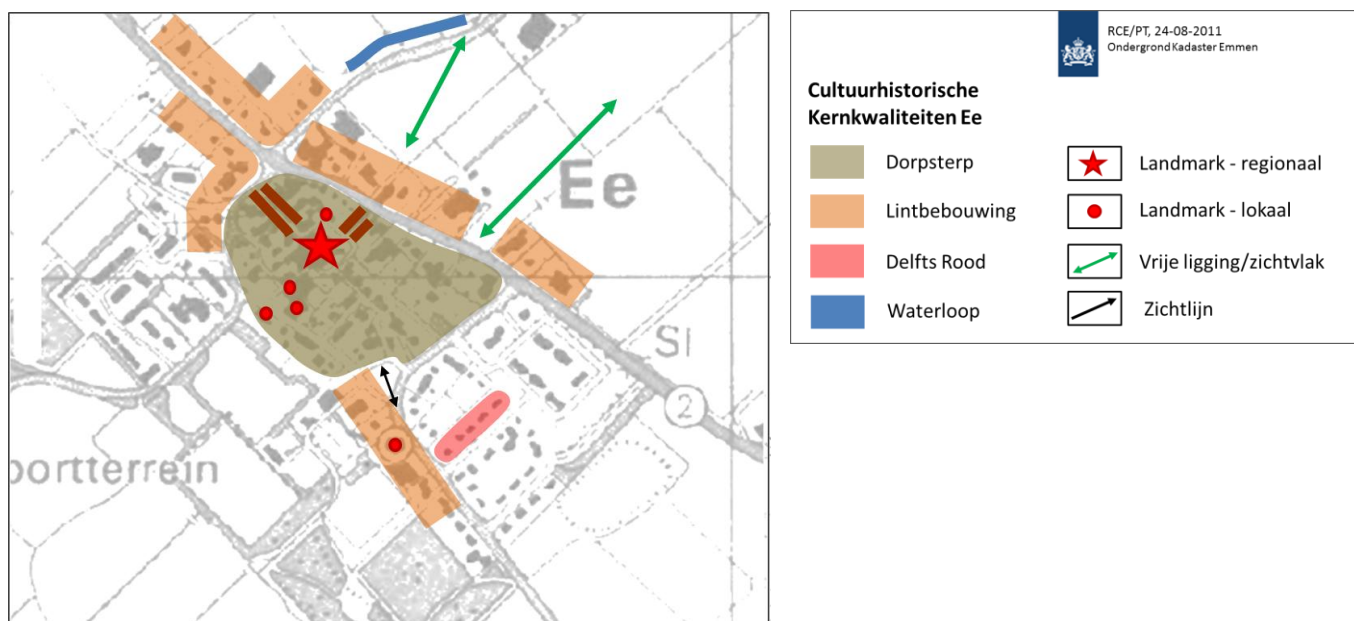 Ee
Sl
2
portterrein
RCE/PT, 24-08-2011
Ondergrond Kadaster Emmen
Cultuurhistorische
Kernkwaliteiten Ee
Dorpsterp
Landmark - regionaal
Lintbebouwing
Landmark - lokaal
Delfts Rood
Vrije ligging/zichtvlak
Waterloop
Zichtlijn